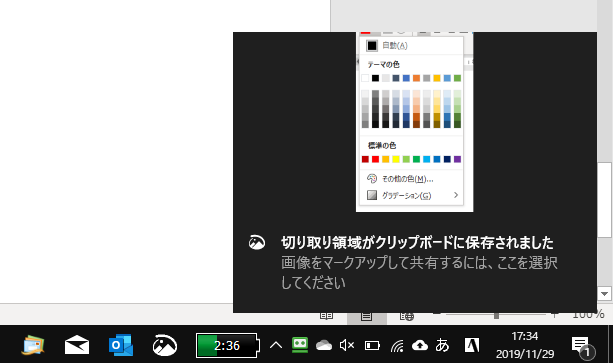 自動(A)
テーマの色
標準の色
その他の色(M)...
グラデーション(G)
切り取り領域がクリップボードに保存されました
画像をマークアップして共有するには、ここを選択
してください
100%
2:36
あ
A
17:34
2019/11/29
1